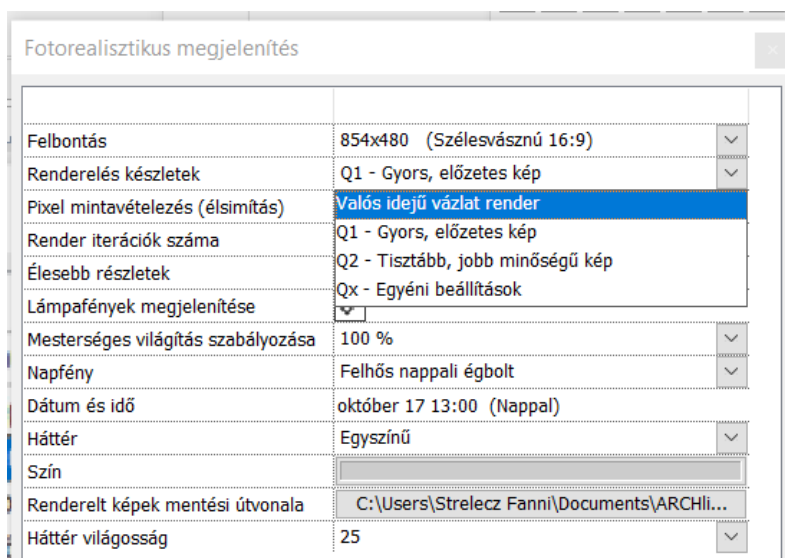 Fotorealisztikus megjelenítés
Felbontás 854x480 (Szélesvásznú 16:9)
Renderelés készletek Q1 - Gyors, előzetes kép
Pixel mintavételezés (élsimítás) Valós idejű vázlat render
Render iterációk száma Q1 - Gyors, előzetes kép
Q2 - Tisztább, jobb minőségű kép
Élesebb részletek Qx - Egyéni beállítások
Lámpafények megjelenítése
Mesterséges világítás szabályozása 100 %
Napfény Felhős nappali égbolt
Dátum és idő október 17 13:00 (Nappal)
Háttér Egyszínű
Szín
Renderelt képek mentési útvonala C:\Users\Strelecz Fanni\Documents\ARCHli...
Háttér világosság 25